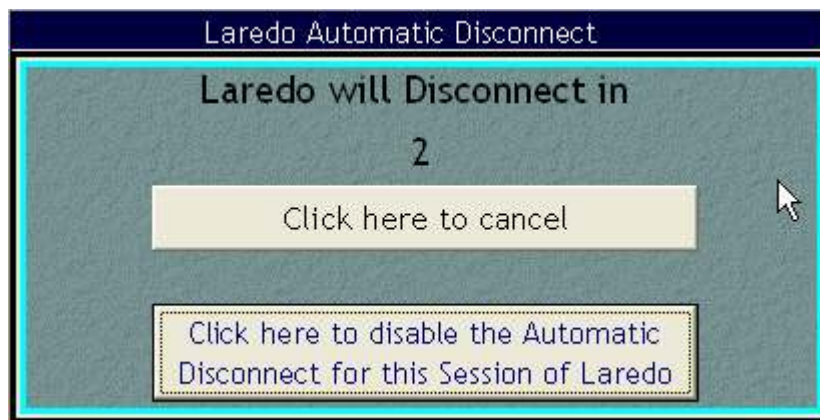 Laredo Automatic Disconnect
Laredo will Disconnect in
2
Click here to cancel
Click here to disable the Automatic
Disconnect for this Session of Laredo